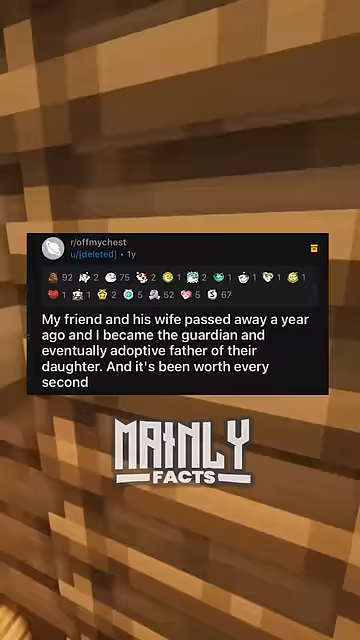 r/offmychest
u/[deleted] • 1y
92 2 75 2 1 2 1 1 1 1
1 1 2 5 52 5 67
My friend and his wife passed away a year
ago and I became the guardian and
eventually adoptive father of their
daughter. And it's been worth every
second
MAINLY
FACTS